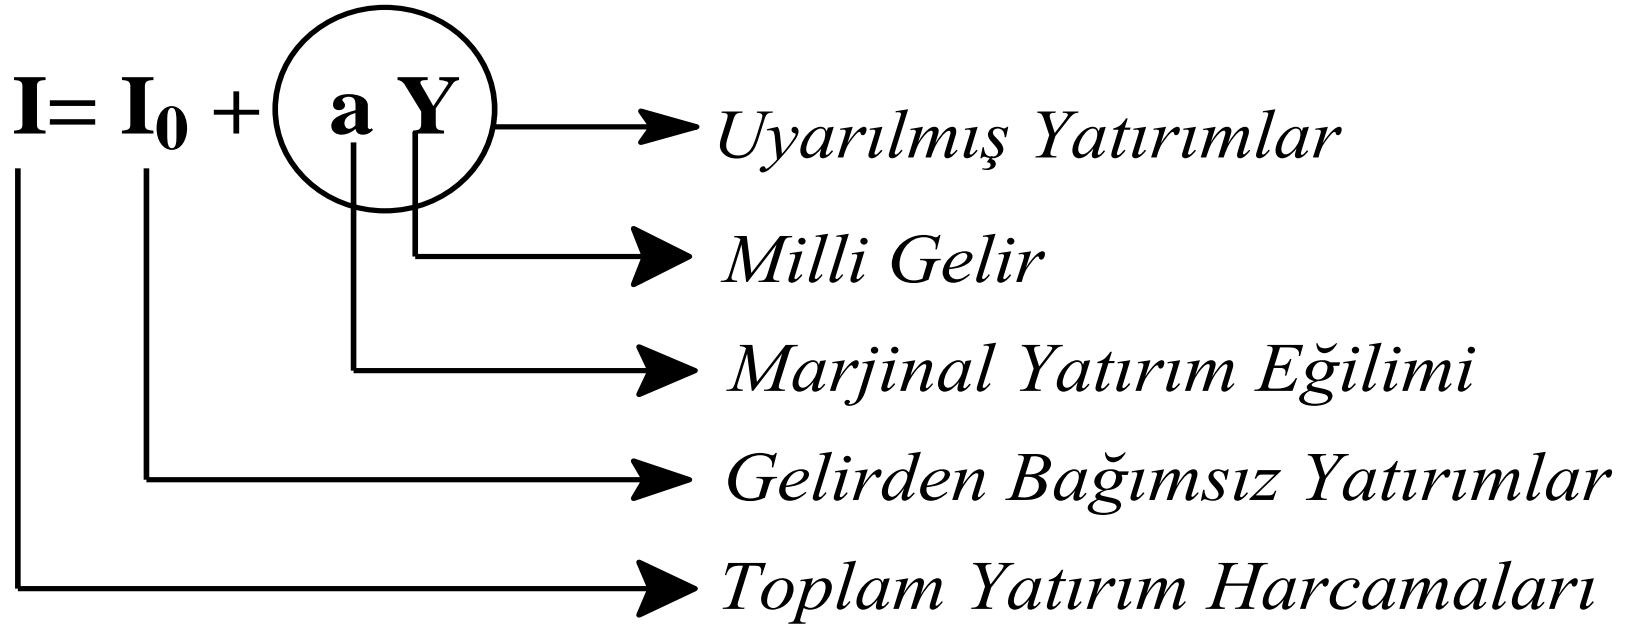 I= I₀ + a Y
Uyarılmış Yatırımlar
Milli Gelir
Marjinal Yatırım Eğilimi
Gelirden Bağımsız Yatırımlar
Toplam Yatırım Harcamaları